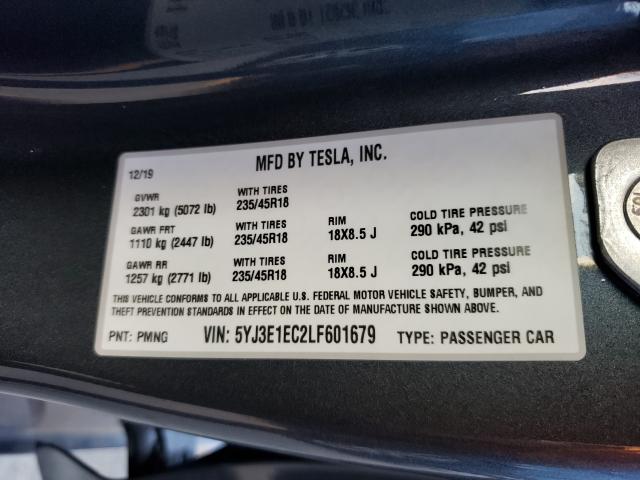 MFD BY TESLA, INC.
12/19
GVWR WITH TIRES
2301 kg (5072 lb) 235/45R18
GAWR FRT WITH TIRES RIM COLD TIRE PRESSURE
1110 kg (2447 lb) 235/45R18 18X8.5 J 290 kPa, 42 psi
GAWR RR WITH TIRES RIM COLD TIRE PRESSURE
1257 kg (2771 lb) 235/45R18 18X8.5 J 290 kPa, 42 psi
THIS VEHICLE CONFORMS TO ALL APPLICABLE U.S. FEDERAL MOTOR VEHICLE SAFETY, BUMPER, AND
THEFT PREVENTION STANDARDS IN EFFECT ON THE DATE OF MANUFACTURE SHOWN ABOVE.
PNT: PMNG VIN: 5YJ3E1EC2LF601679 TYPE: PASSENGER CAR